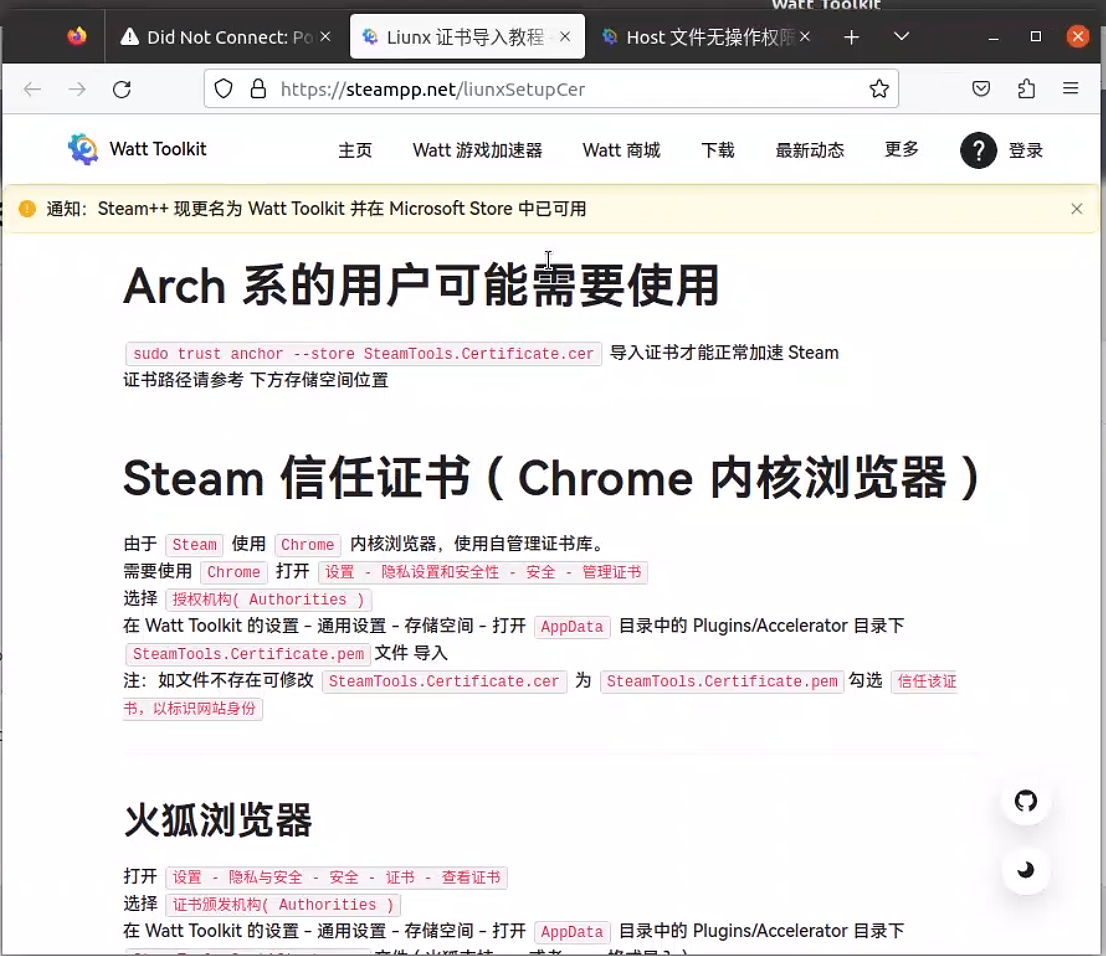 Watt Toolkit
Did Not Connect: Po
Liunx 证书导入教程
Host 文件无操作权限
https://steampp.net/liunxSetupCer
Watt Toolkit
主页
Watt 游戏加速器
Watt 商城
下载
最新动态
更多
?
登录
通知：Steam++ 现更名为 Watt Toolkit 并在 Microsoft Store 中已可用
Arch 系的用户可能需要使用
sudo trust anchor --store SteamTools.Certificate.cer 导入证书才能正常加速 Steam
证书路径请参考 下方存储空间位置
Steam 信任证书（Chrome 内核浏览器）
由于 Steam 使用 Chrome 内核浏览器，使用自管理证书库。
需要使用 Chrome 打开 设置 - 隐私设置和安全性 - 安全 - 管理证书
选择 授权机构( Authorities )
在 Watt Toolkit 的设置 - 通用设置 - 存储空间 - 打开 AppData 目录中的 Plugins/Accelerator 目录下
SteamTools.Certificate.pem 文件 导入
注：如文件不存在可修改 SteamTools.Certificate.cer 为 SteamTools.Certificate.pem 勾选 信任该证
书，以标识网站身份
火狐浏览器
打开 设置 - 隐私与安全 - 安全 - 证书 - 查看证书
选择 证书颁发机构( Authorities )
在 Watt Toolkit 的设置 - 通用设置 - 存储空间 - 打开 AppData 目录中的 Plugins/Accelerator 目录下